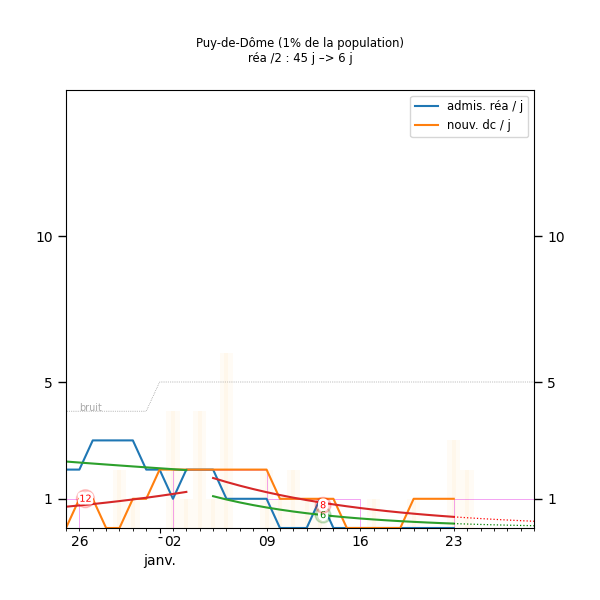 Puy-de-Dôme (1% de la population)
réa /2 : 45 j –> 6 j
admis. réa / j
nouv. dc / j
10
10
5
5
bruit
1
1
12
8
6
26
02
09
16
23
janv.